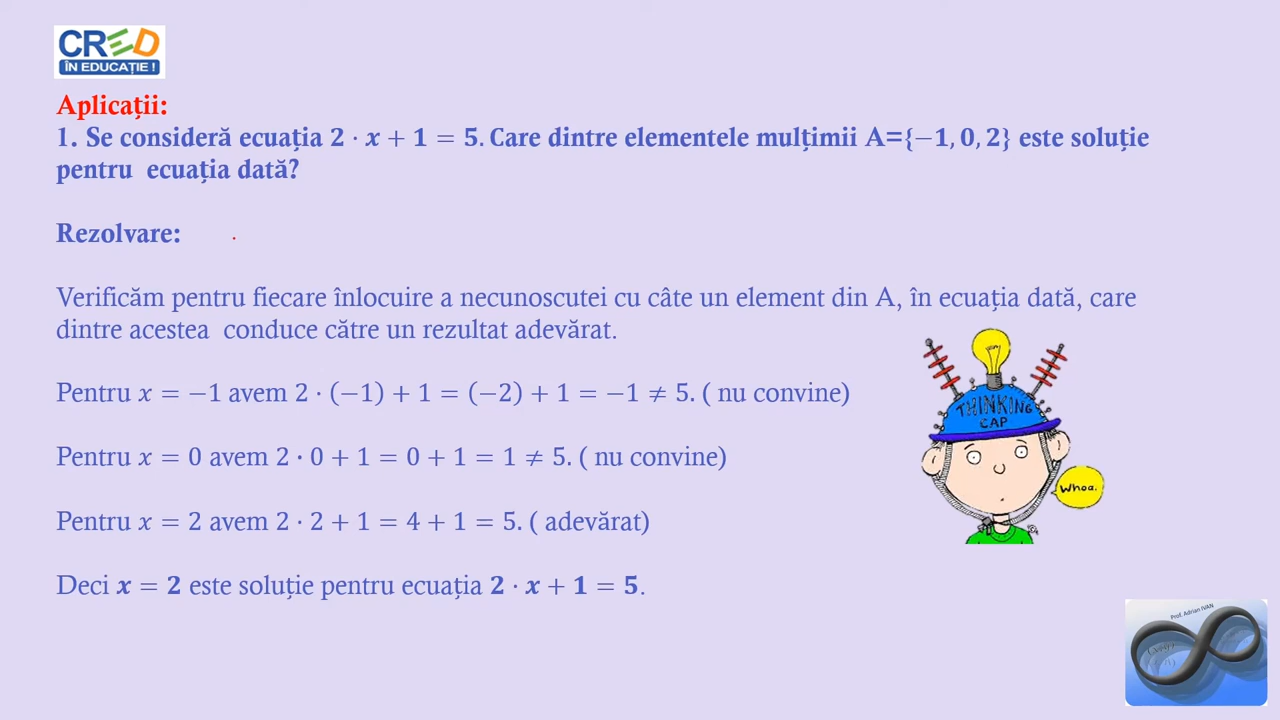 CRED
ÎN EDUCAȚIE !
Aplicații:
1. Se consideră ecuația 2 · x + 1 = 5. Care dintre elementele mulțimii A={−1, 0, 2} este soluție
pentru ecuația dată?
Rezolvare:
Verificăm pentru fiecare înlocuire a necunoscutei cu câte un element din A, în ecuația dată, care
dintre acestea conduce către un rezultat adevărat.
Pentru x = −1 avem 2 · (−1) + 1 = (−2) + 1 = −1 ≠ 5. ( nu convine)
THINKING
CAP
Pentru x = 0 avem 2 · 0 + 1 = 0 + 1 = 1 ≠ 5. ( nu convine)
Whoa.
Pentru x = 2 avem 2 · 2 + 1 = 4 + 1 = 5. ( adevărat)
Deci x = 2 este soluție pentru ecuația 2 · x + 1 = 5.
Prof. Adrian IVAN